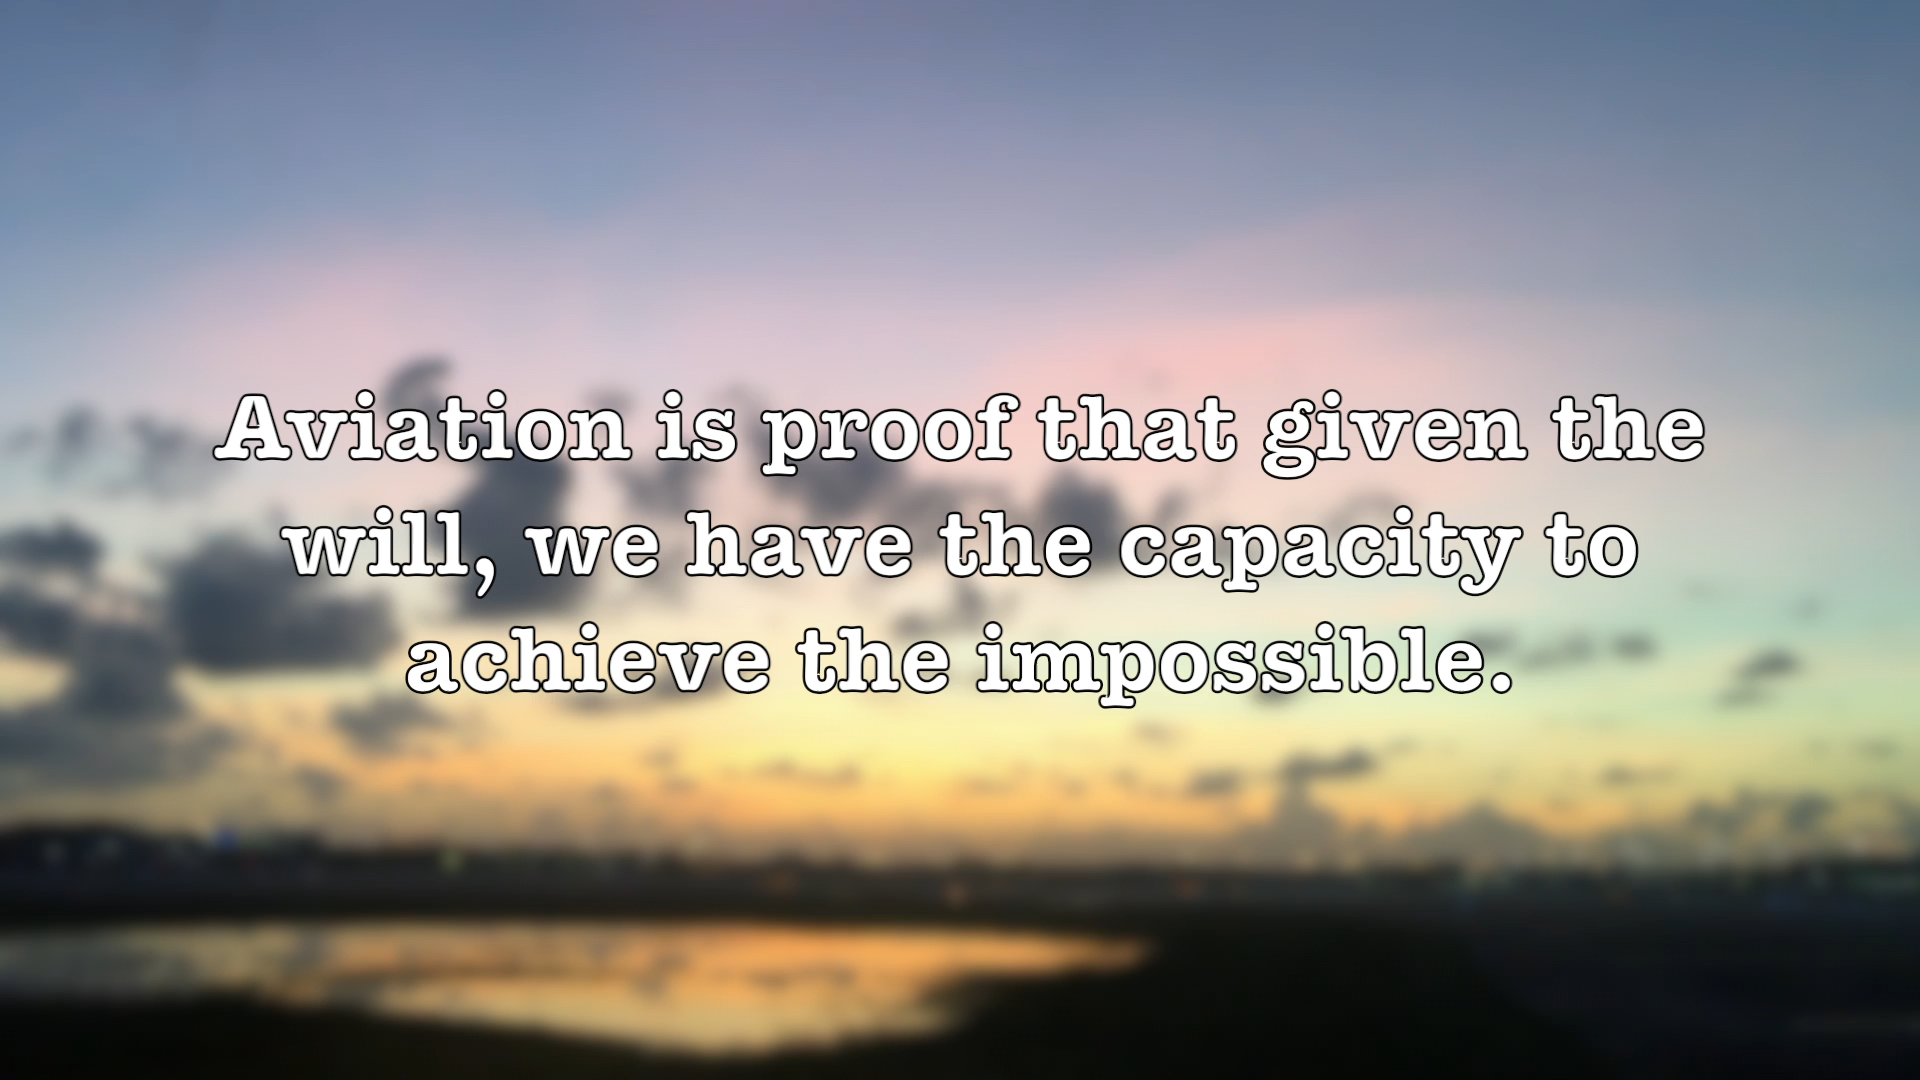 Aviation is proof that given the
will, we have the capacity to
achieve the impossible.